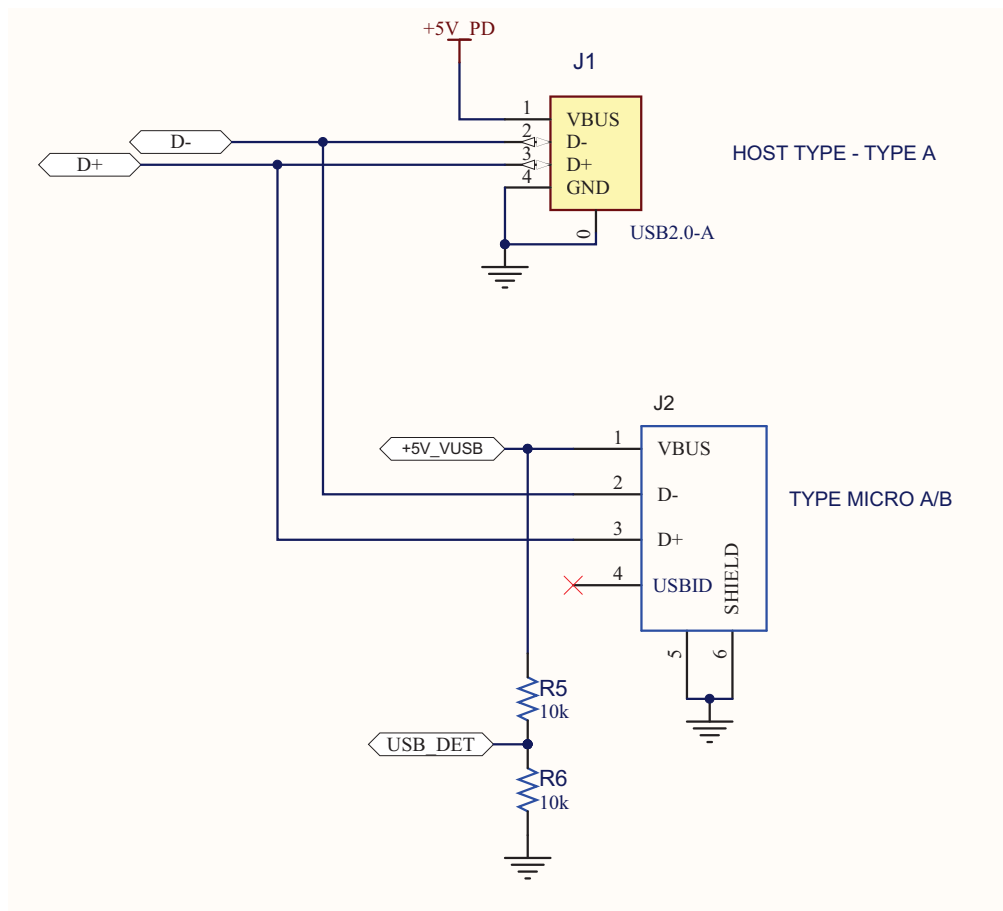 +5V_PD
J1
1 VBUS
D- 2 D-
D+ 3 D+
4 GND
HOST TYPE - TYPE A
0
USB2.0-A
J2
+5V_VUSB 1 VBUS
2 D-
TYPE MICRO A/B
3 D+
4 USBID
SHIELD
5 6
R5
10k
USB_DET
R6
10k